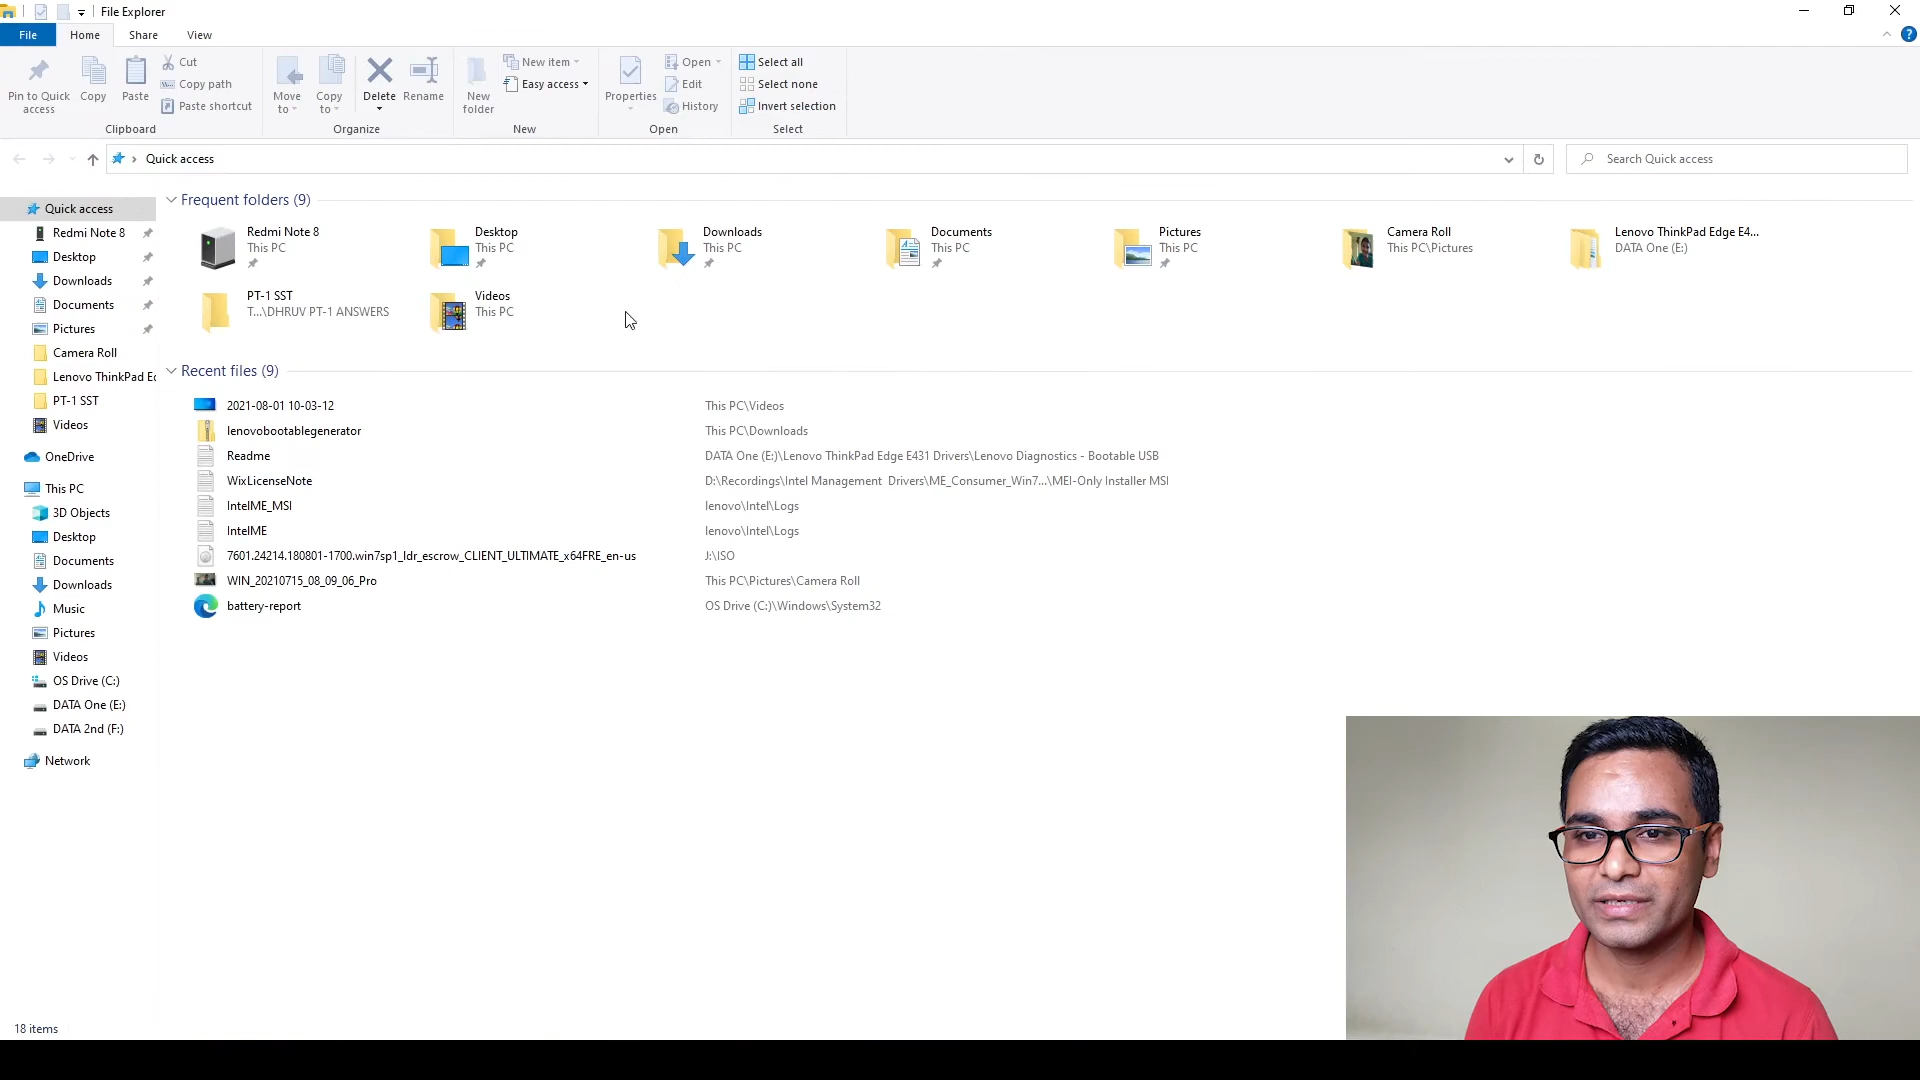 File Explorer
File Home Share View
Pin to Quick access
Copy
Paste
Cut
Copy path
Paste shortcut
Clipboard
Move to
Copy to
Delete
Rename
Organize
New folder
New item
Easy access
New
Properties
Open
Edit
History
Open
Select all
Select none
Invert selection
Select
Quick access
Search Quick access
Quick access
Redmi Note 8
Desktop
Downloads
Documents
Pictures
Camera Roll
Lenovo ThinkPad Ed
PT-1 SST
Videos
OneDrive
This PC
3D Objects
Desktop
Documents
Downloads
Music
Pictures
Videos
OS Drive (C:)
DATA One (E:)
DATA 2nd (F:)
Network
Frequent folders (9)
Redmi Note 8
This PC
Desktop
This PC
Downloads
This PC
Documents
This PC
Pictures
This PC
Camera Roll
This PC\Pictures
Lenovo ThinkPad Edge E4...
DATA One (E:)
PT-1 SST
T...\DHRUV PT-1 ANSWERS
Videos
This PC
Recent files (9)
2021-08-01 10-03-12 This PC\Videos
lenovobootablegenerator This PC\Downloads
Readme DATA One (E:)\Lenovo ThinkPad Edge E431 Drivers\Lenovo Diagnostics - Bootable USB
WixLicenseNote D:\Recordings\Intel Management Drivers\ME_Consumer_Win7...\MEI-Only Installer MSI
IntelME_MSI lenovo\Intel\Logs
IntelME lenovo\Intel\Logs
7601.24214.180801-1700.win7sp1_ldr_escrow_CLIENT_ULTIMATE_x64FRE_en-us J:\ISO
WIN_20210715_08_09_06_Pro This PC\Pictures\Camera Roll
battery-report OS Drive (C:)\Windows\System32
18 items